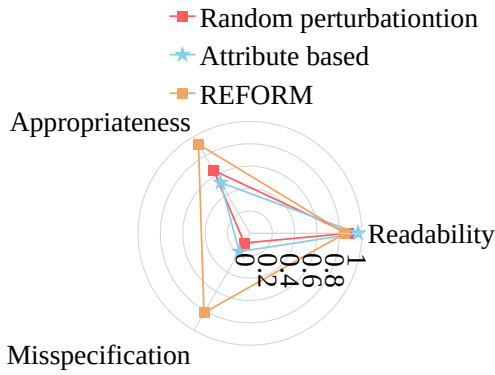 Random perturbationtion
Attribute based
REFORM
Appropriateness
Readability
0
0.2
0.4
0.6
0.8
1
Misspecification